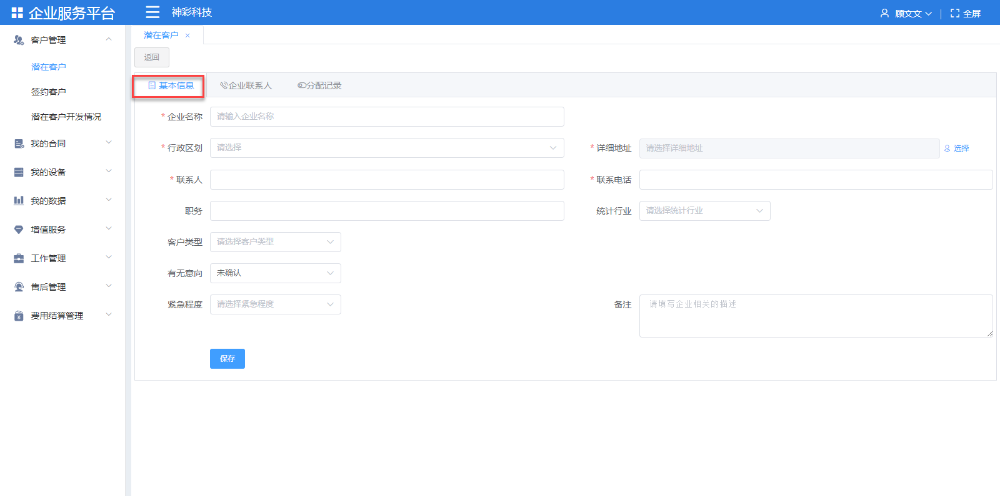 企业服务平台
神彩科技
顾文文
全屏
客户管理
潜在客户
签约客户
潜在客户开发情况
我的合同
我的设备
我的数据
增值服务
工作管理
售后管理
费用结算管理
潜在客户 ×
返回
基本信息
企业联系人
分配记录
* 企业名称 请输入企业名称
* 行政区划 请选择
* 详细地址 请选择详细地址 选择
* 联系人
* 联系电话
职务
统计行业 请选择统计行业
客户类型 请选择客户类型
有无意向 未确认
紧急程度 请选择紧急程度
备注 请填写企业相关的描述
保存